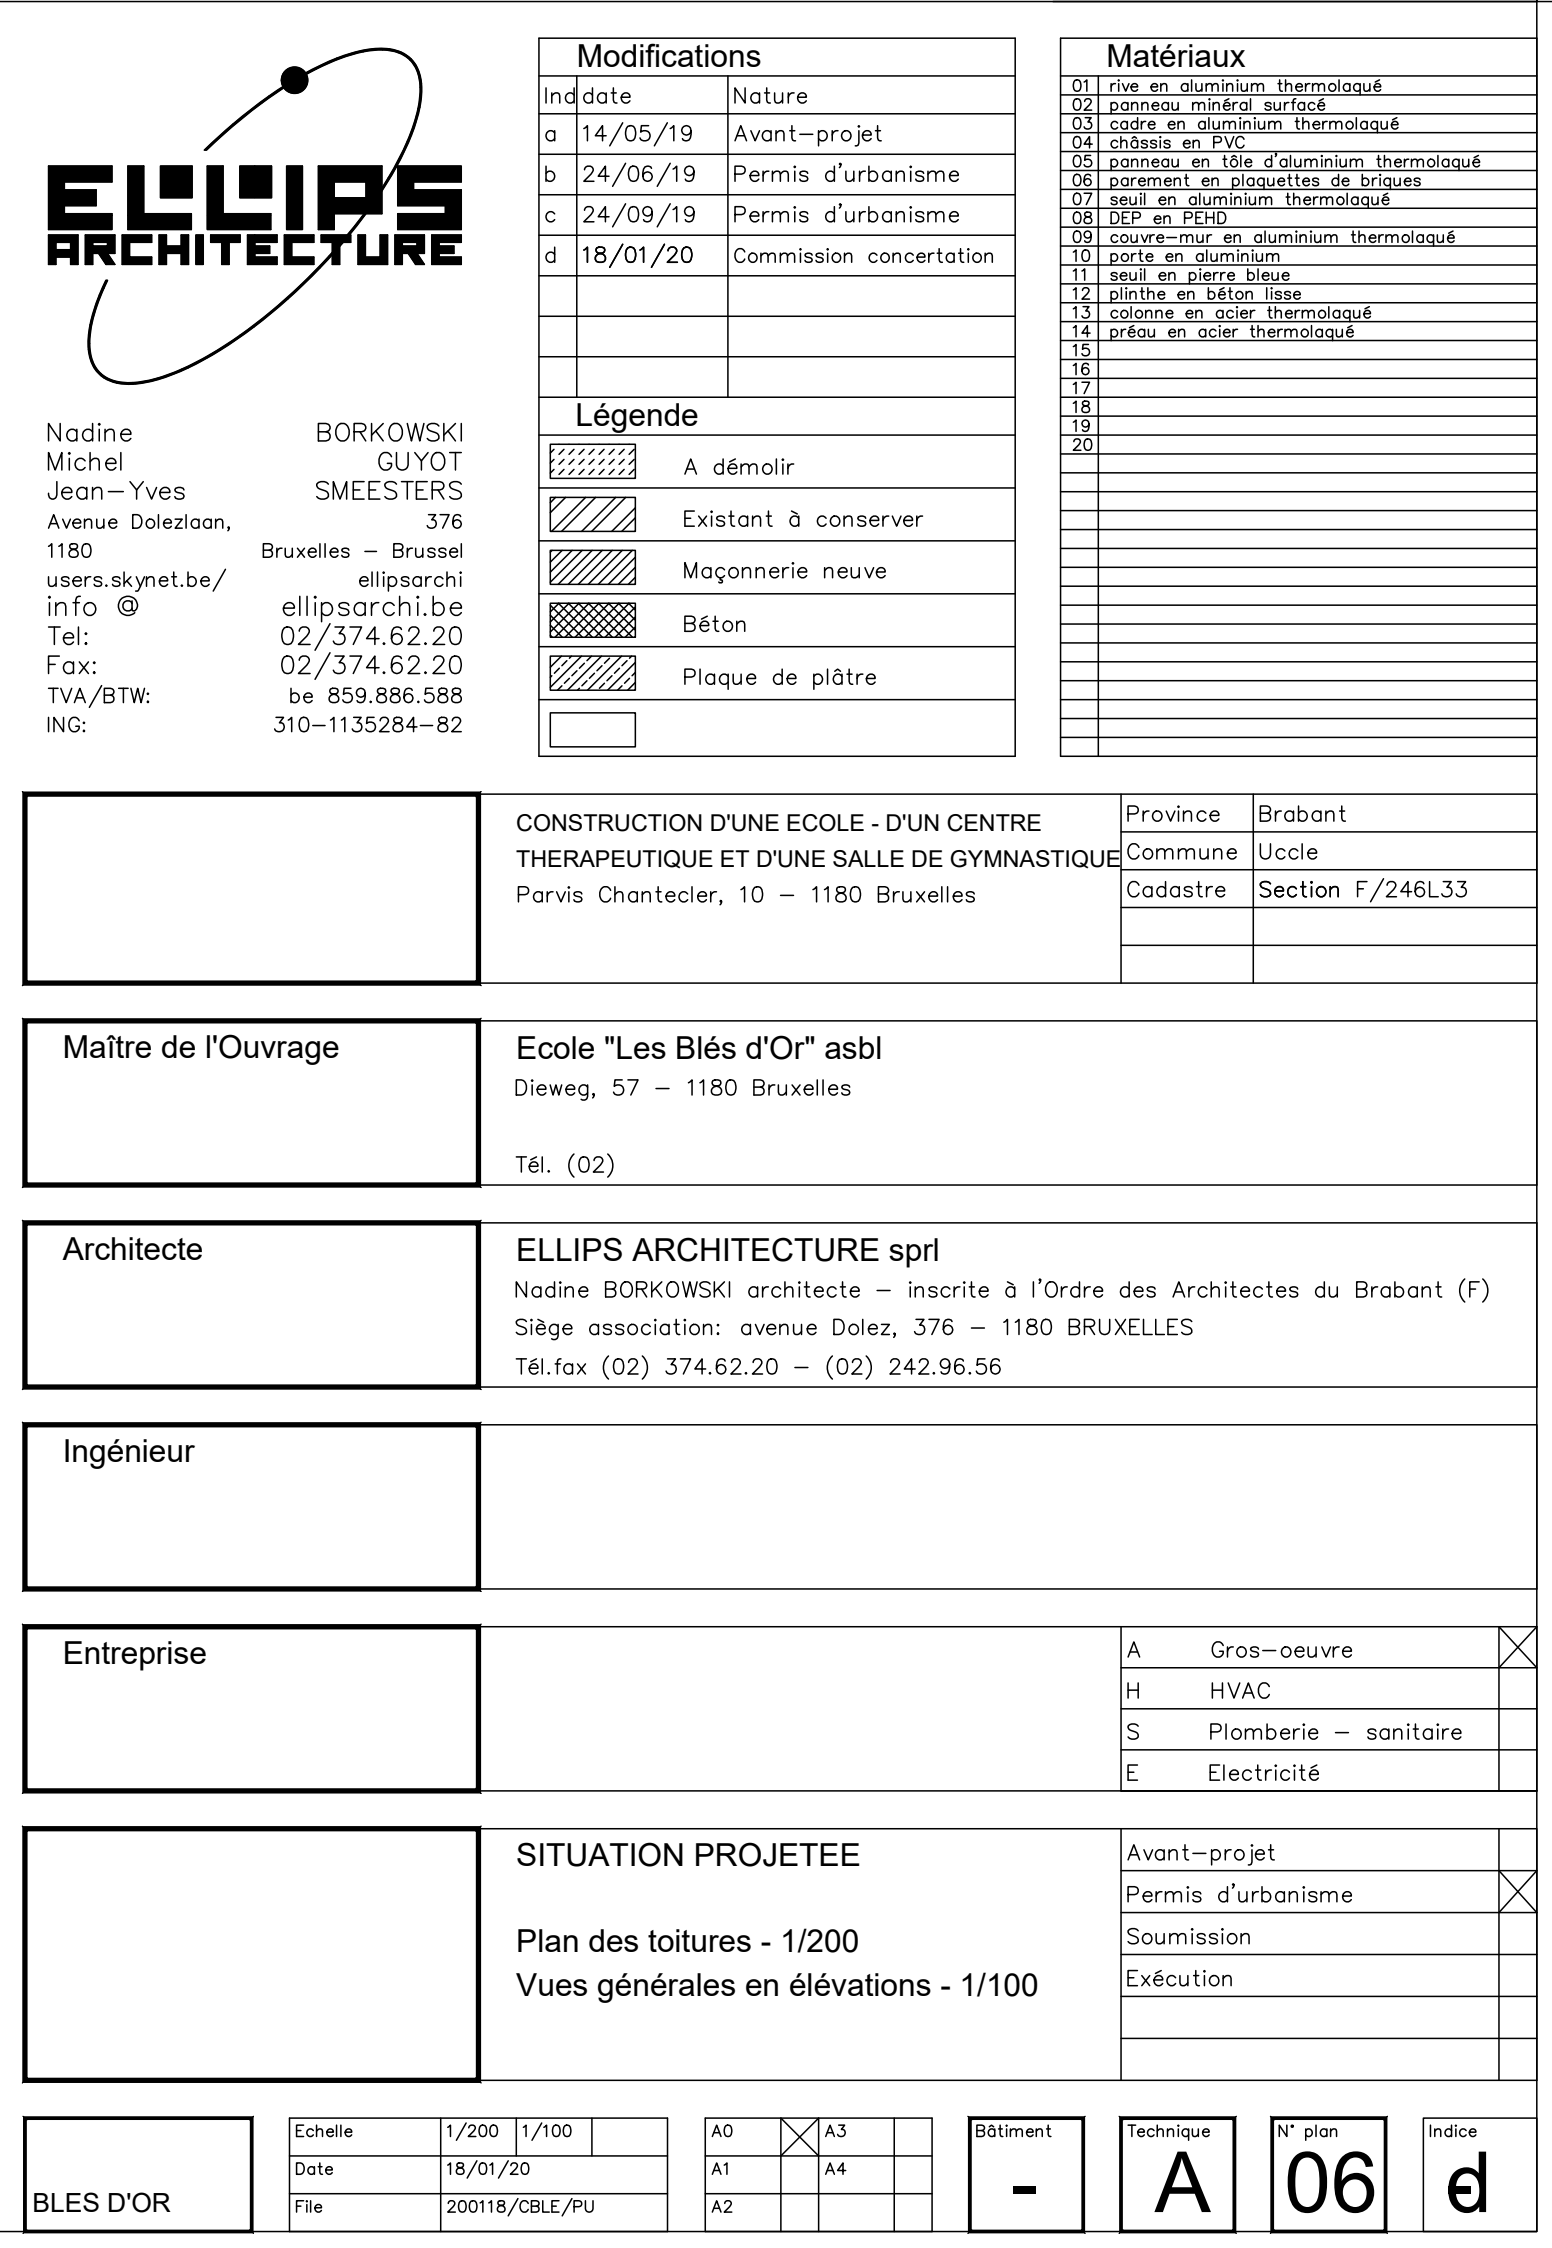 ELLIPS
ARCHITECTURE
Nadine BORKOWSKI
Michel GUYOT
Jean-Yves SMEESTERS
Avenue Dolezlaan, 376
1180 Bruxelles - Brussel
users.skynet.be/ ellipsarchi
info @ ellipsarchi.be
Tel: 02/374.62.20
Fax: 02/374.62.20
TVA/BTW: be 859.886.588
ING: 310-1135284-82
Modifications
Ind date Nature
a 14/05/19 Avant-projet
b 24/06/19 Permis d'urbanisme
c 24/09/19 Permis d'urbanisme
d 18/01/20 Commission concertation
Légende
A démolir
Existant à conserver
Maçonnerie neuve
Béton
Plaque de plâtre
Matériaux
01 rive en aluminium thermolaqué
02 panneau minéral surfacé
03 cadre en aluminium thermolaqué
04 châssis en PVC
05 panneau en tôle d'aluminium thermolaqué
06 parement en plaquettes de briques
07 seuil en aluminium thermolaqué
08 DEP en PEHD
09 couvre-mur en aluminium thermolaqué
10 porte en aluminium
11 seuil en pierre bleue
12 plinthe en béton lisse
13 colonne en acier thermolaqué
14 préau en acier thermolaqué
15
16
17
18
19
20
CONSTRUCTION D'UNE ECOLE - D'UN CENTRE
THERAPEUTIQUE ET D'UNE SALLE DE GYMNASTIQUE
Parvis Chantecler, 10 - 1180 Bruxelles
Province Brabant
Commune Uccle
Cadastre Section F/246L33
Maître de l'Ouvrage
Ecole "Les Blés d'Or" asbl
Dieweg, 57 - 1180 Bruxelles
Tél. (02)
Architecte
ELLIPS ARCHITECTURE sprl
Nadine BORKOWSKI architecte - inscrite à l'Ordre des Architectes du Brabant (F)
Siège association: avenue Dolez, 376 - 1180 BRUXELLES
Tél.fax (02) 374.62.20 - (02) 242.96.56
Ingénieur
Entreprise
A Gros-oeuvre
H HVAC
S Plomberie - sanitaire
E Electricité
SITUATION PROJETEE
Plan des toitures - 1/200
Vues générales en élévations - 1/100
Avant-projet
Permis d'urbanisme
Soumission
Exécution
BLES D'OR
Echelle 1/200 1/100
Date 18/01/20
File 200118/CBLE/PU
A0 A3
A1 A4
A2
Bâtiment
-
Technique
A
N° plan
06
Indice
d